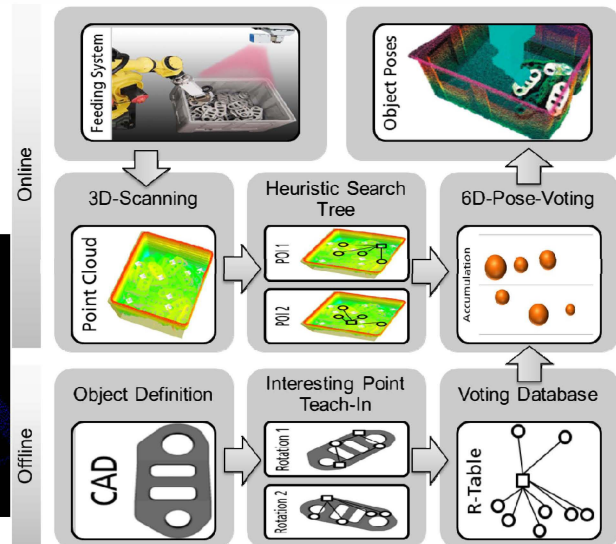 Online
Feeding System
Object Poses
3D-Scanning
Heuristic Search
Tree
6D-Pose-Voting
Point Cloud
POI 1
POI 2
Accumulation
Offline
Object Definition
Interesting Point
Teach-In
Voting Database
CAD
Rotation 1
Rotation 2
R-Table